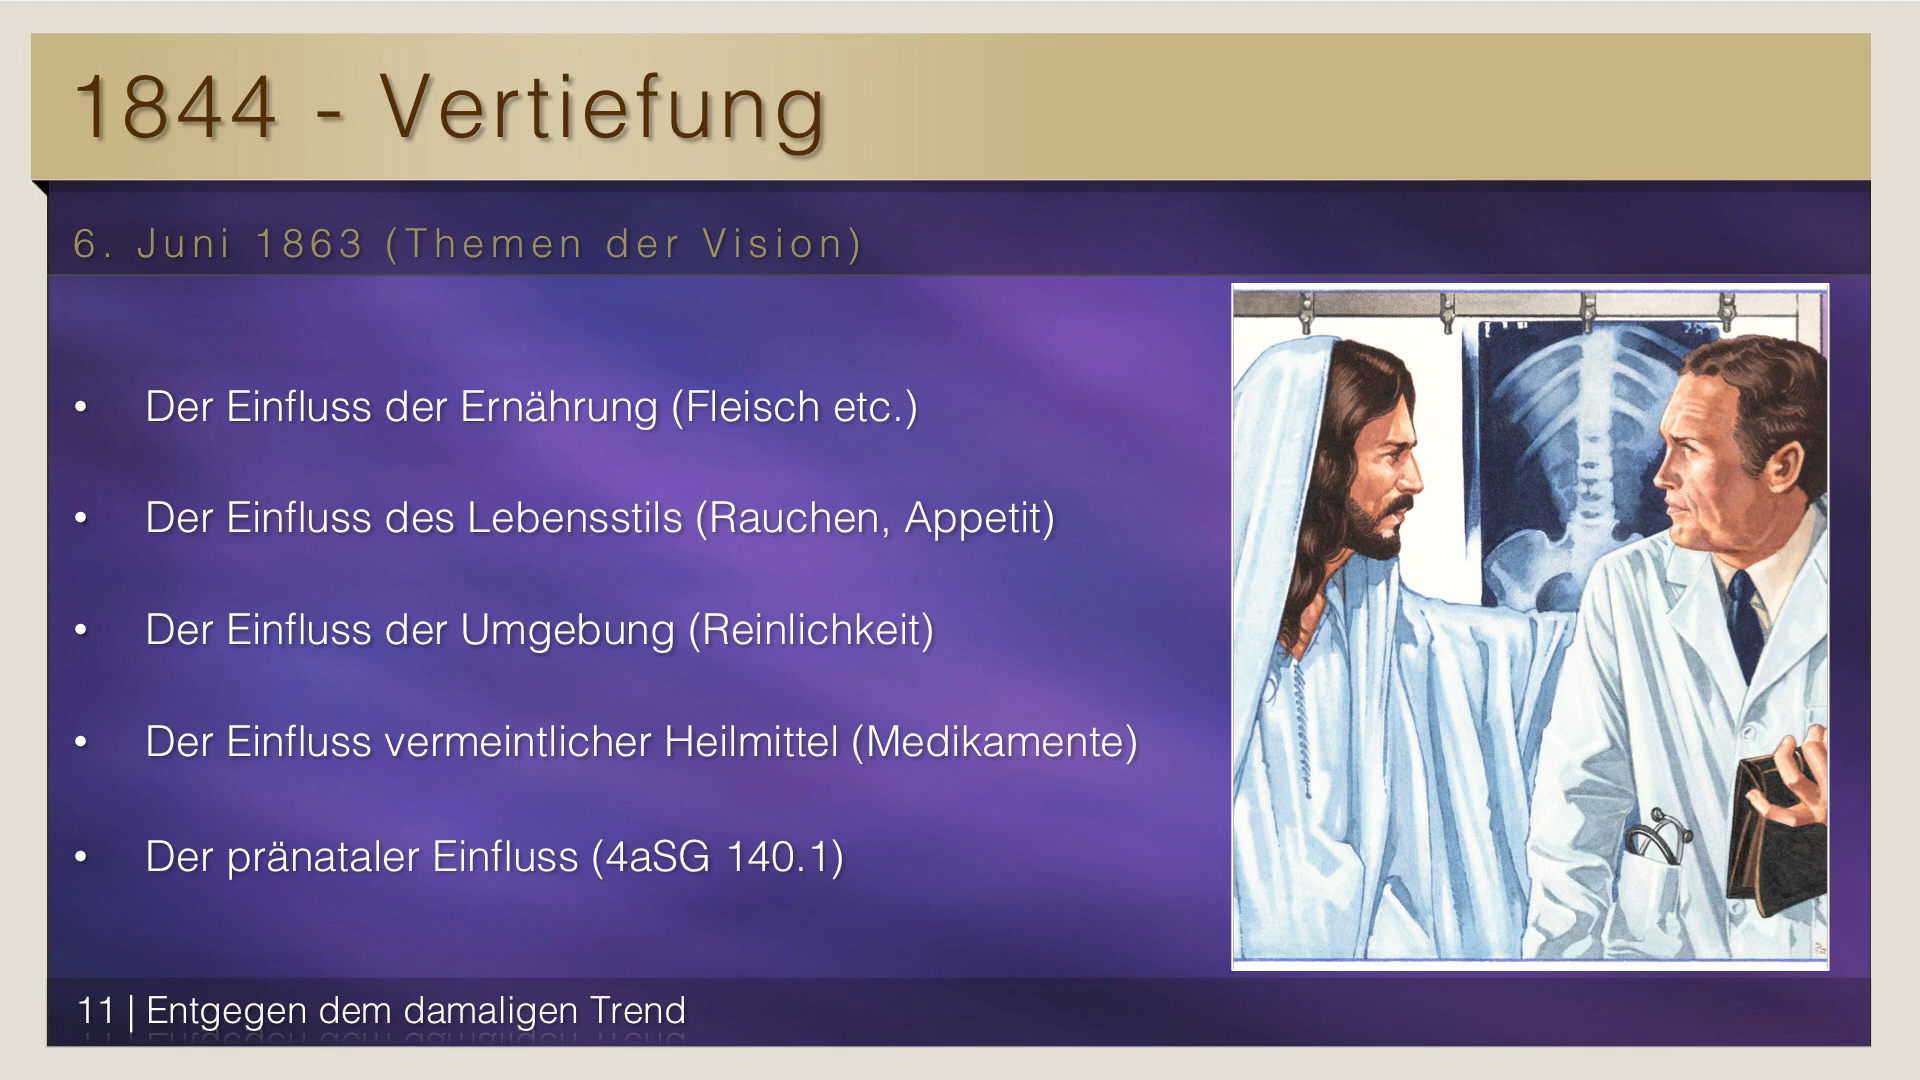 1844 - Vertiefung
6. Juni 1863 (Themen der Vision)
• Der Einfluss der Ernährung (Fleisch etc.)
• Der Einfluss des Lebensstils (Rauchen, Appetit)
• Der Einfluss der Umgebung (Reinlichkeit)
• Der Einfluss vermeintlicher Heilmittel (Medikamente)
• Der pränataler Einfluss (4aSG 140.1)
11 | Entgegen dem damaligen Trend